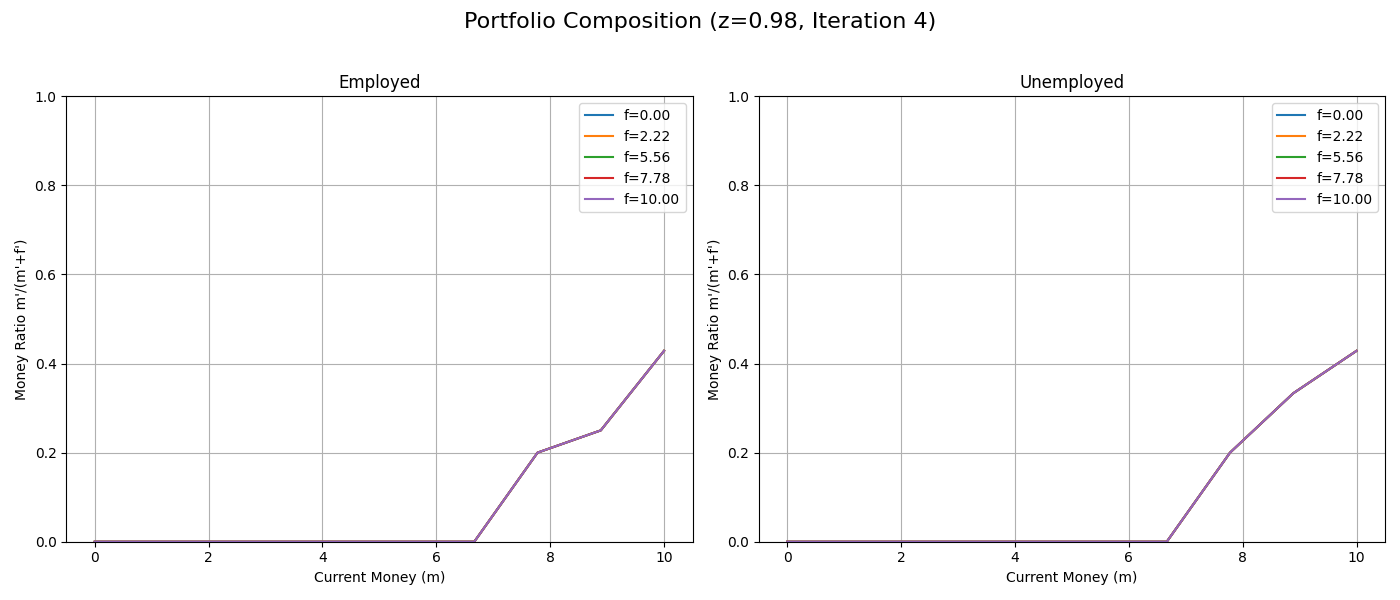 Portfolio Composition (z=0.98, Iteration 4)
Employed
1.0
0.8
0.6
0.4
0.2
0.0
Money Ratio m'/(m'+f')
f=0.00
f=2.22
f=5.56
f=7.78
f=10.00
0 2 4 6 8 10
Current Money (m)
Unemployed
1.0
0.8
0.6
0.4
0.2
0.0
Money Ratio m'/(m'+f')
f=0.00
f=2.22
f=5.56
f=7.78
f=10.00
0 2 4 6 8 10
Current Money (m)